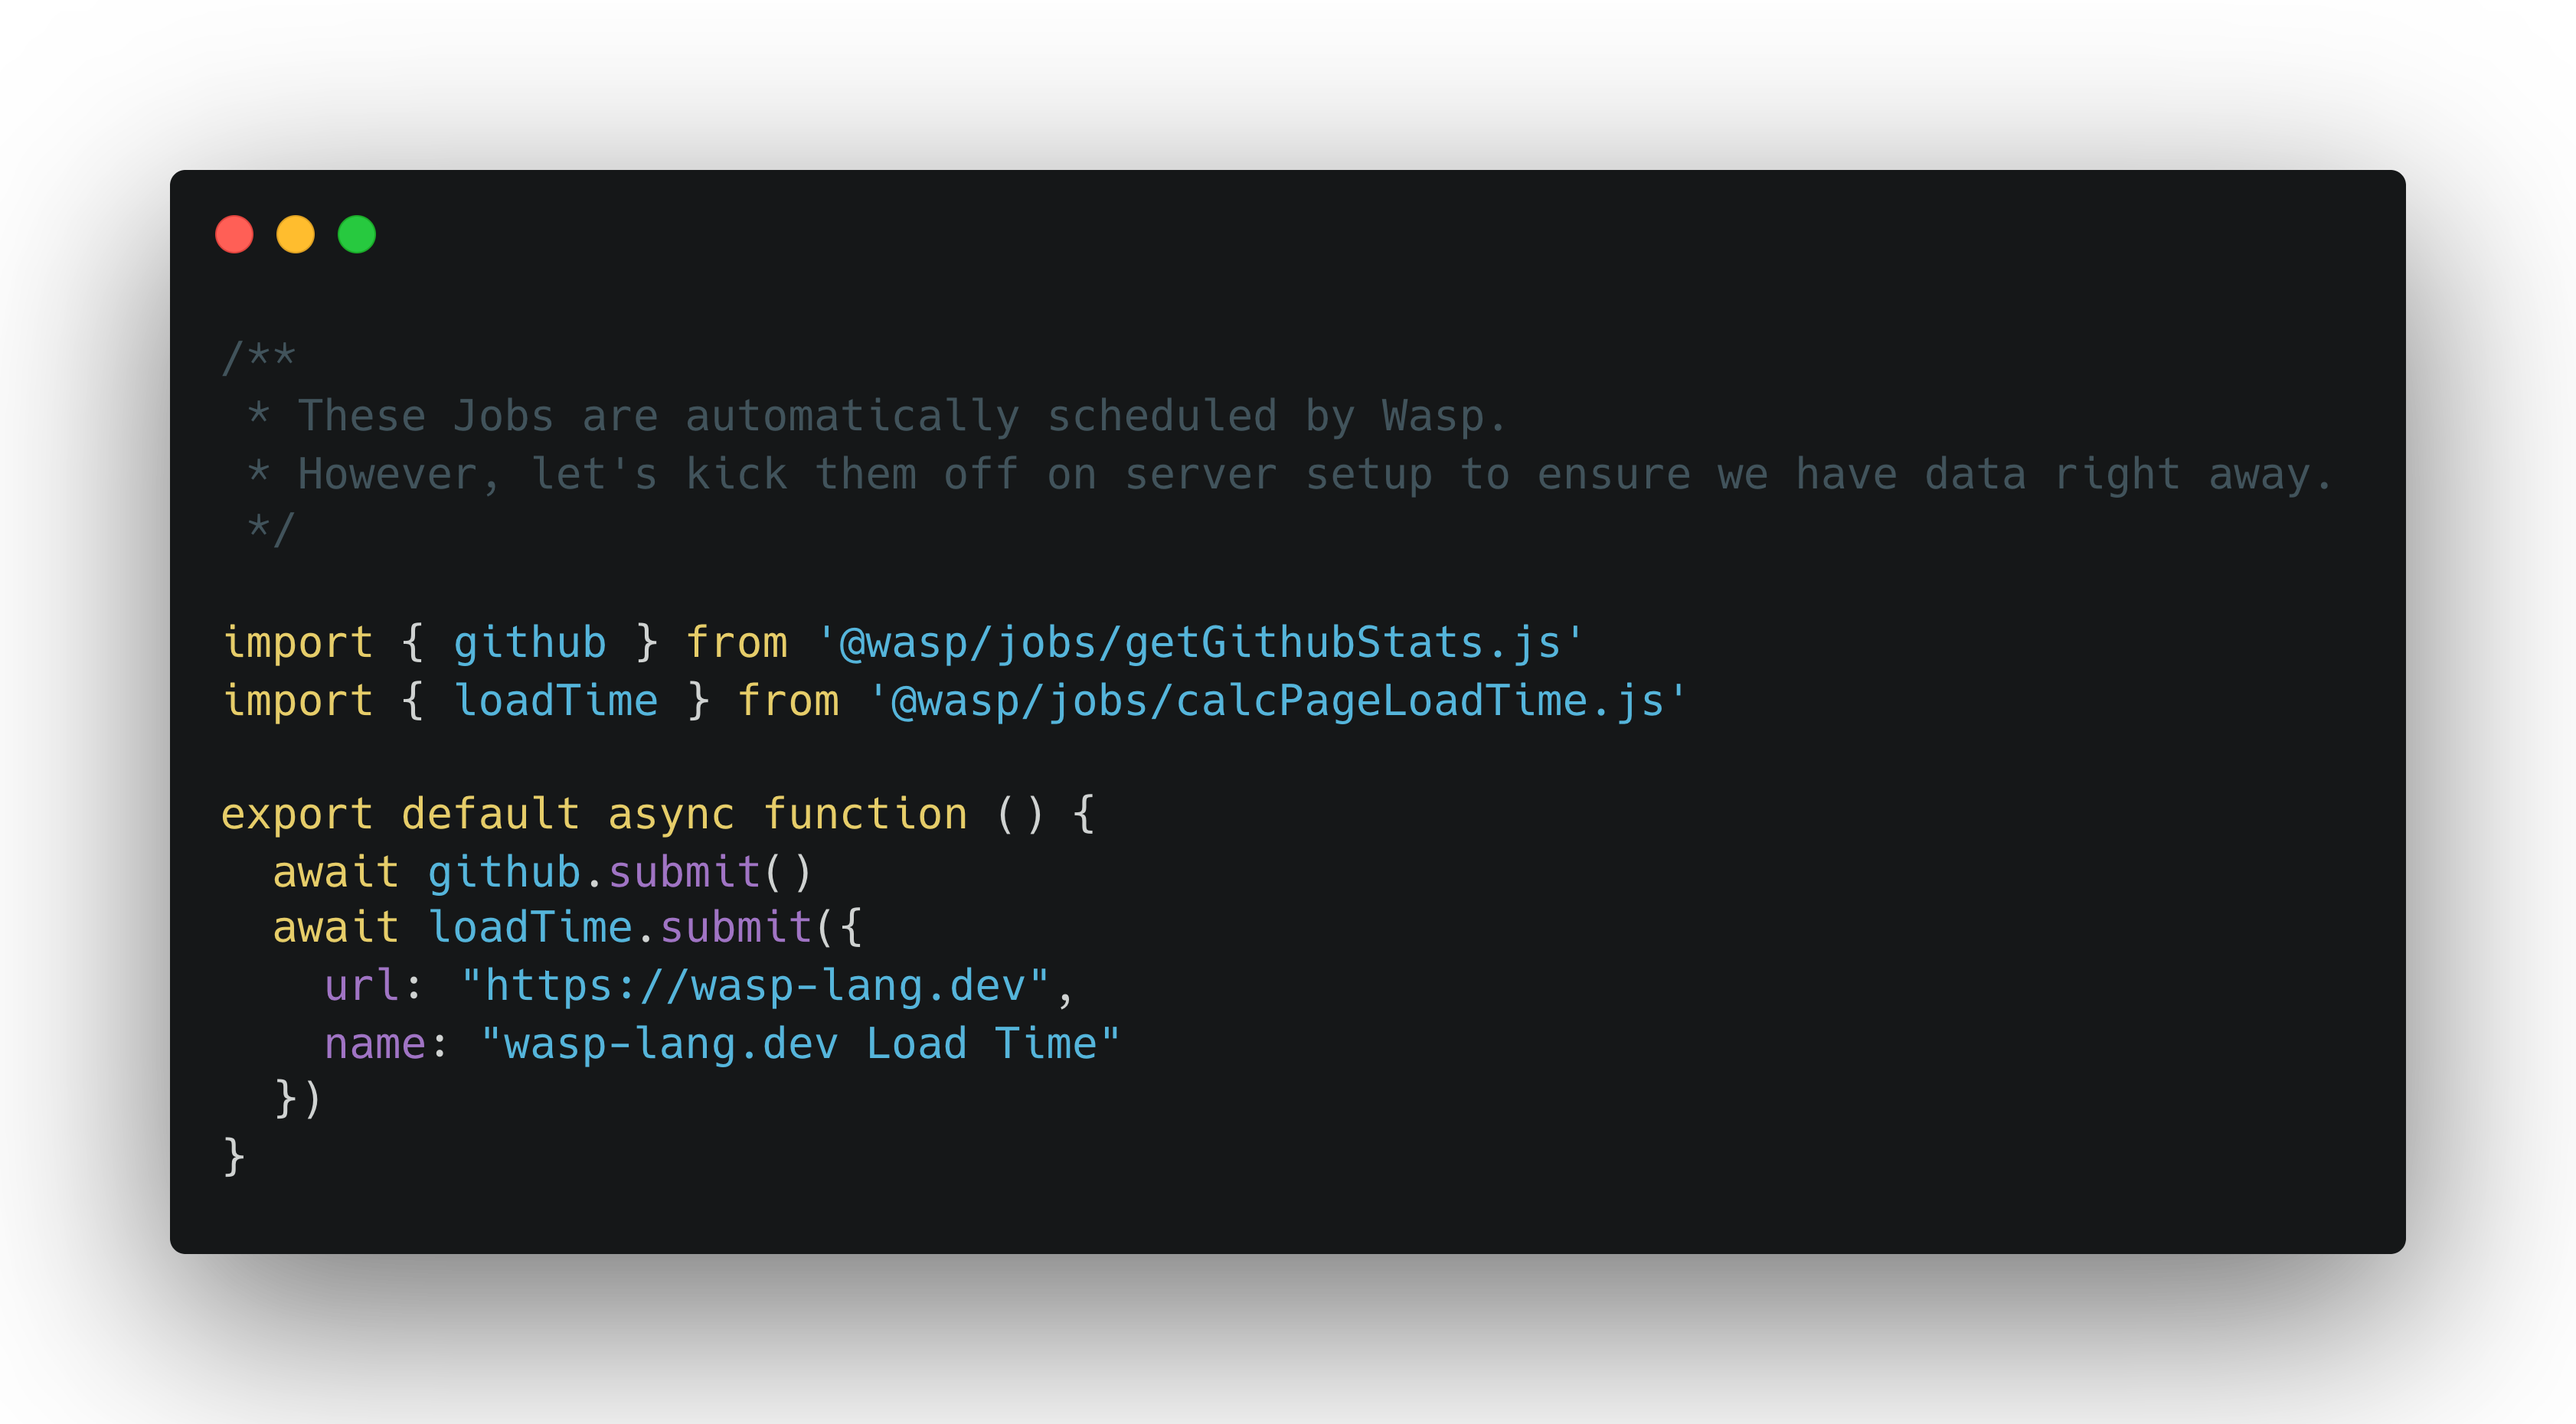 /**
 * These Jobs are automatically scheduled by Wasp.
 * However, let's kick them off on server setup to ensure we have data right away.
 */
import { github } from '@wasp/jobs/getGithubStats.js'
import { loadTime } from '@wasp/jobs/calcPageLoadTime.js'
export default async function () {
  await github.submit()
  await loadTime.submit({
    url: "https://wasp-lang.dev",
    name: "wasp-lang.dev Load Time"
  })
}